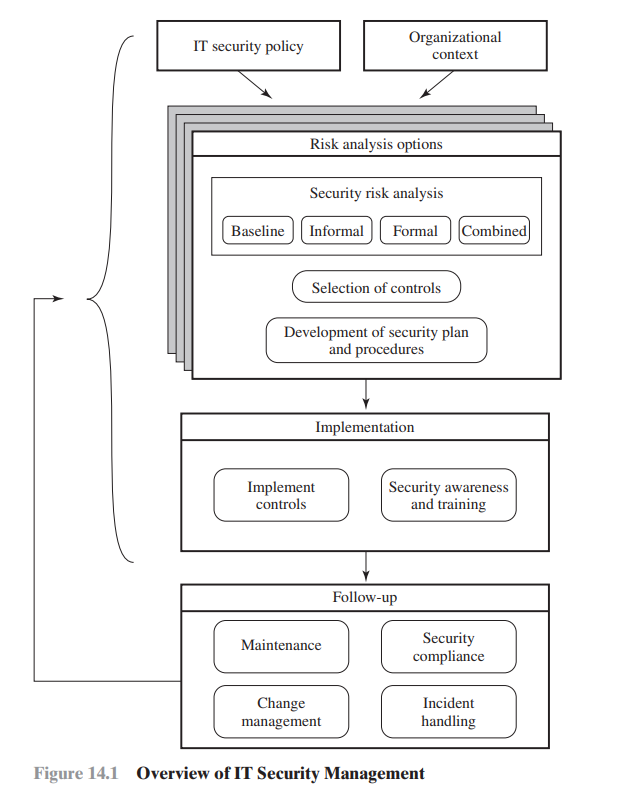 IT security policy
Organizational
context
Risk analysis options
Security risk analysis
Baseline
Informal
Formal
Combined
Selection of controls
Development of security plan
and procedures
Implementation
Implement
controls
Security awareness
and training
Follow-up
Maintenance
Security
compliance
Change
management
Incident
handling
Figure 14.1 Overview of IT Security Management